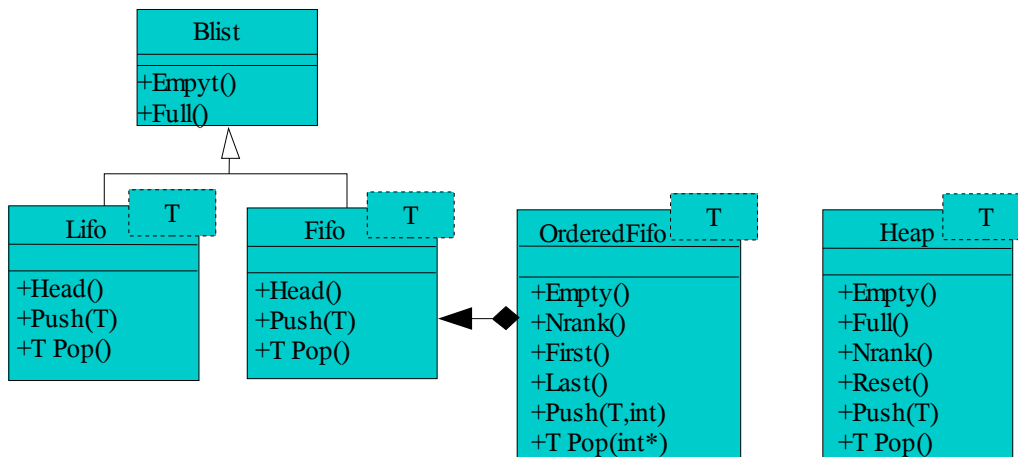 Blist
+Empyt()
+Full()
T
Lifo
+Head()
+Push(T)
+T Pop()
T
Fifo
+Head()
+Push(T)
+T Pop()
T
OrderedFifo
+Empty()
+Nrank()
+First()
+Last()
+Push(T,int)
+T Pop(int*)
T
Heap
+Empty()
+Full()
+Nrank()
+Reset()
+Push(T)
+T Pop()